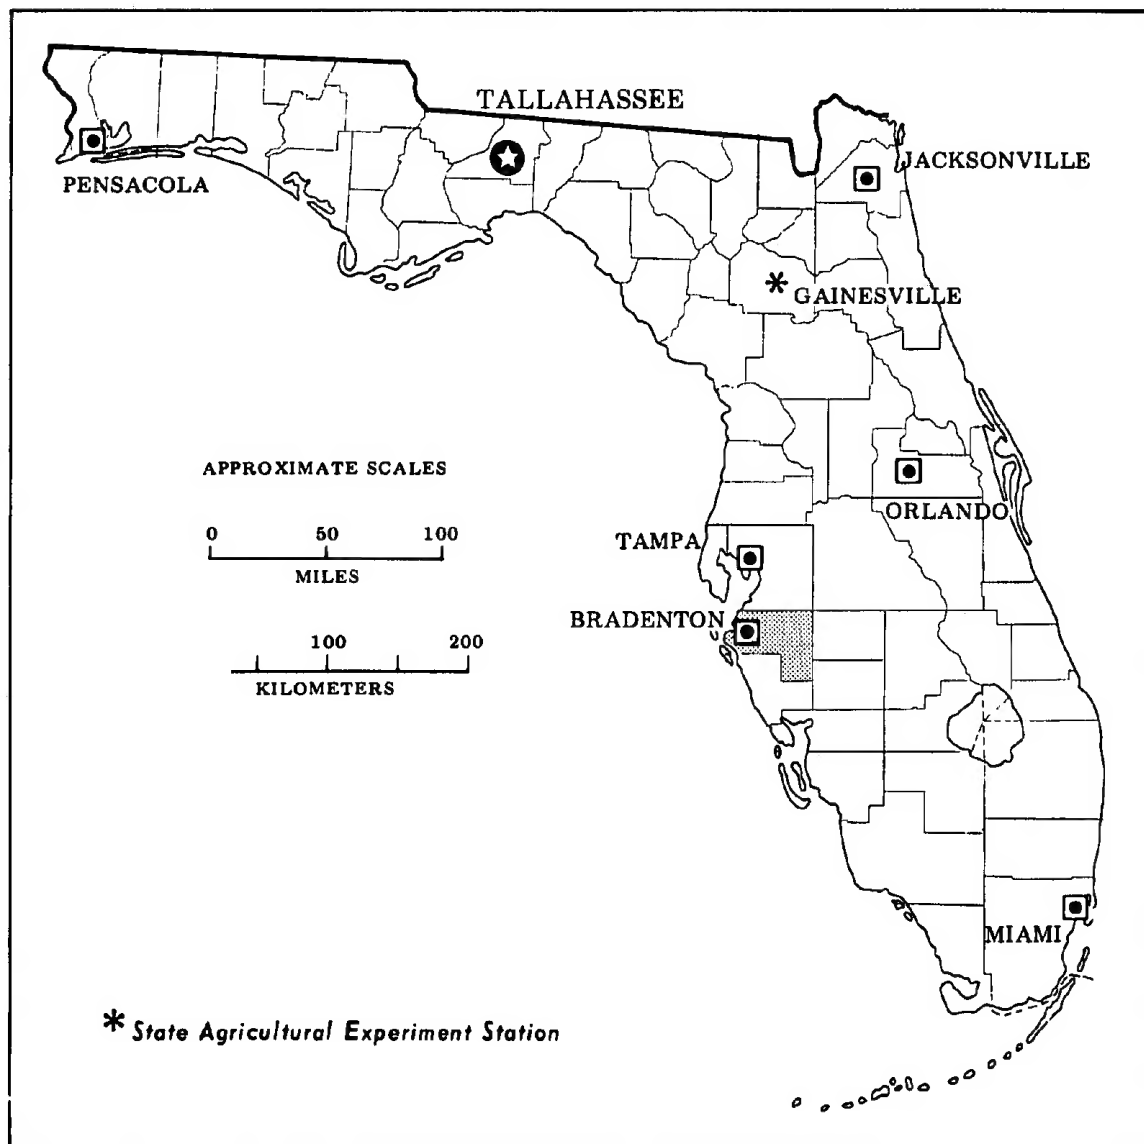 TALLAHASSEE
JACKSONVILLE
PENSACOLA
* GAINESVILLE
APPROXIMATE SCALES
ORLANDO
0 50 100
MILES
TAMPA
BRADENTON
100 200
KILOMETERS
MIAMI
* State Agricultural Experiment Station